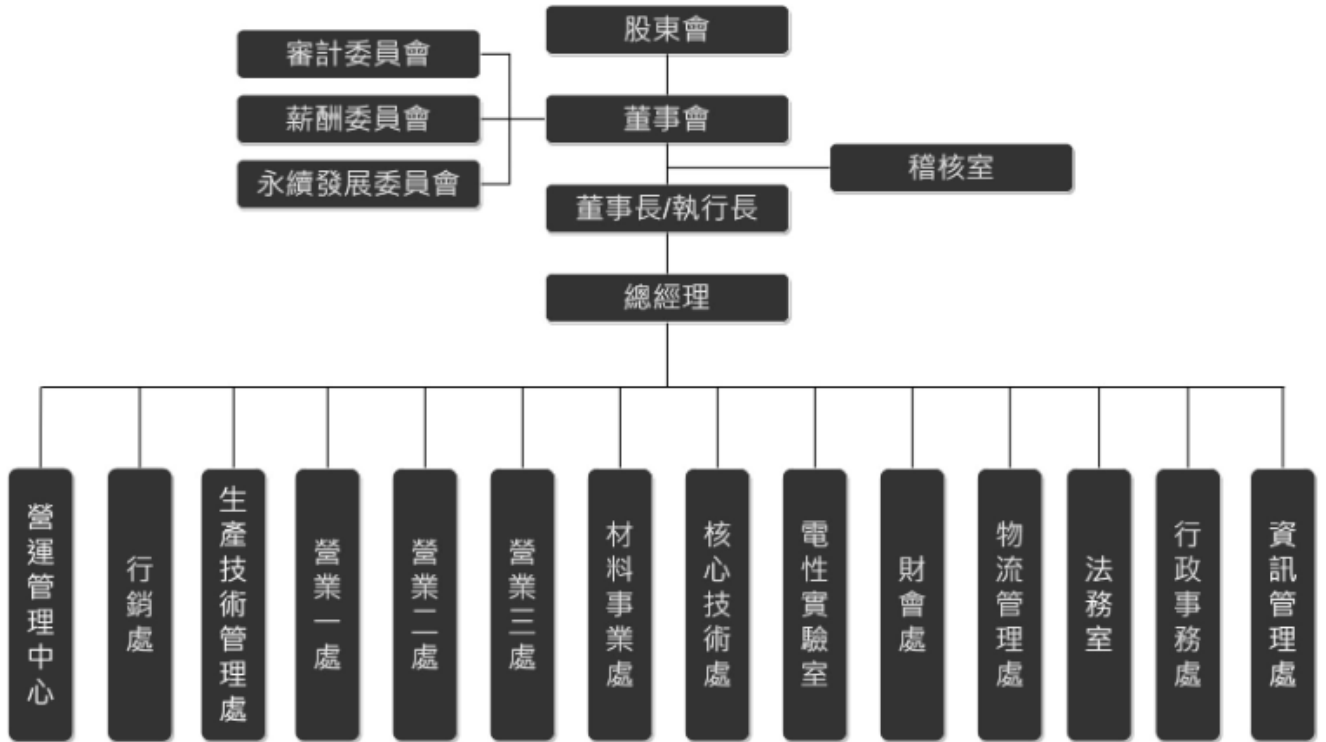 股東會
審計委員會
薪酬委員會
董事會
永續發展委員會
稽核室
董事長/執行長
總經理
營運管理中心
行銷處
生產技術管理處
營業一處
營業二處
營業三處
材料事業處
核心技術處
電性實驗室
財會處
物流管理處
法務室
行政事務處
資訊管理處